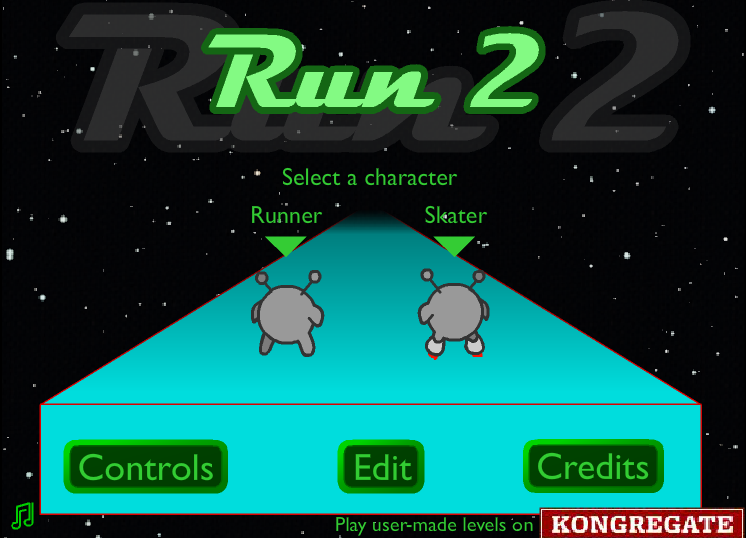 Run 2
Select a character
Runner
Skater
Controls
Edit
Credits
Play user-made levels on KONGREGATE